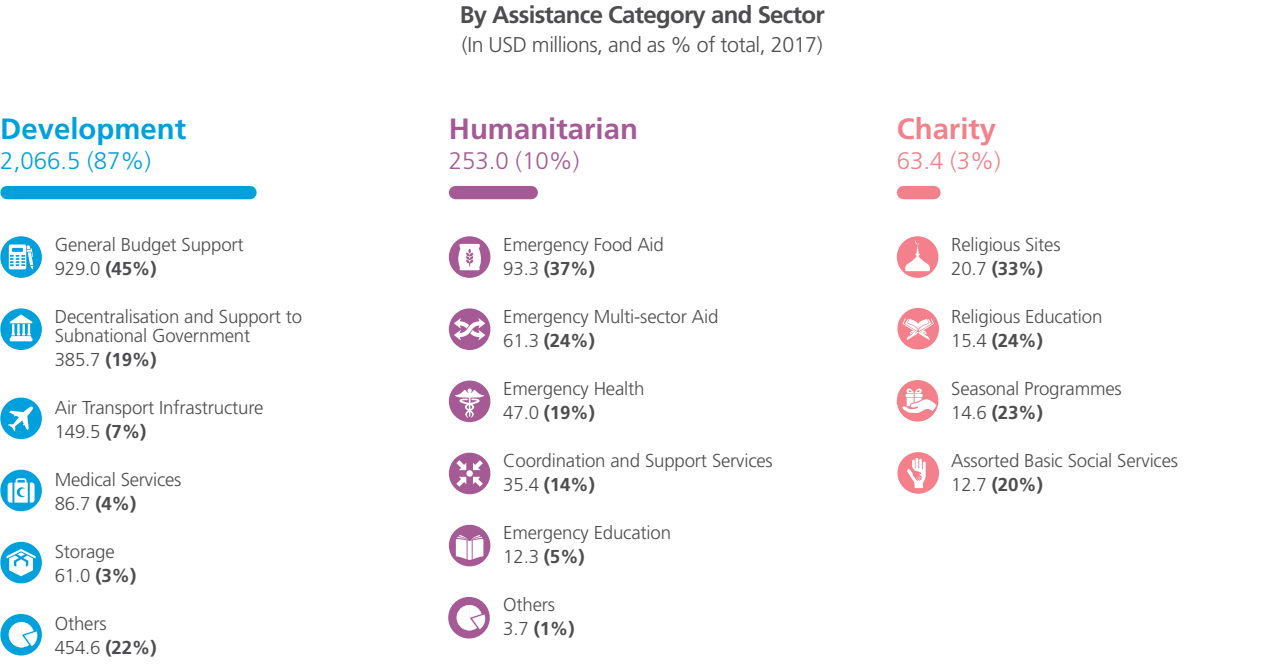 By Assistance Category and Sector
(In USD millions, and as % of total, 2017)
Development
2,066.5 (87%)
General Budget Support
929.0 (45%)
Decentralisation and Support to
Subnational Government
385.7 (19%)
Air Transport Infrastructure
149.5 (7%)
Medical Services
86.7 (4%)
Storage
61.0 (3%)
Others
454.6 (22%)
Humanitarian
253.0 (10%)
Emergency Food Aid
93.3 (37%)
Emergency Multi-sector Aid
61.3 (24%)
Emergency Health
47.0 (19%)
Coordination and Support Services
35.4 (14%)
Emergency Education
12.3 (5%)
Others
3.7 (1%)
Charity
63.4 (3%)
Religious Sites
20.7 (33%)
Religious Education
15.4 (24%)
Seasonal Programmes
14.6 (23%)
Assorted Basic Social Services
12.7 (20%)